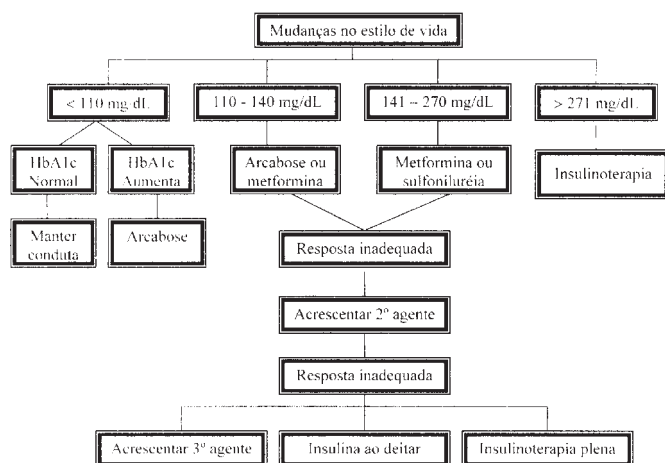 Mudanças no estilo de vida
< 110 mg dL
110 - 140 mg/dL
141 – 270 mg/dL
> 271 mg/dL
HbA1c
Normal
HbA1c
Aumenta
Arcabose ou
metformina
Metformina ou
sulfoniluréia
Insulinoterapia
Manter
conduta
Arcabose
Resposta inadequada
Acrescentar 2º agente
Resposta inadequada
Acrescentar 3º agente
Insulina ao deitar
Insulinoterapia plena